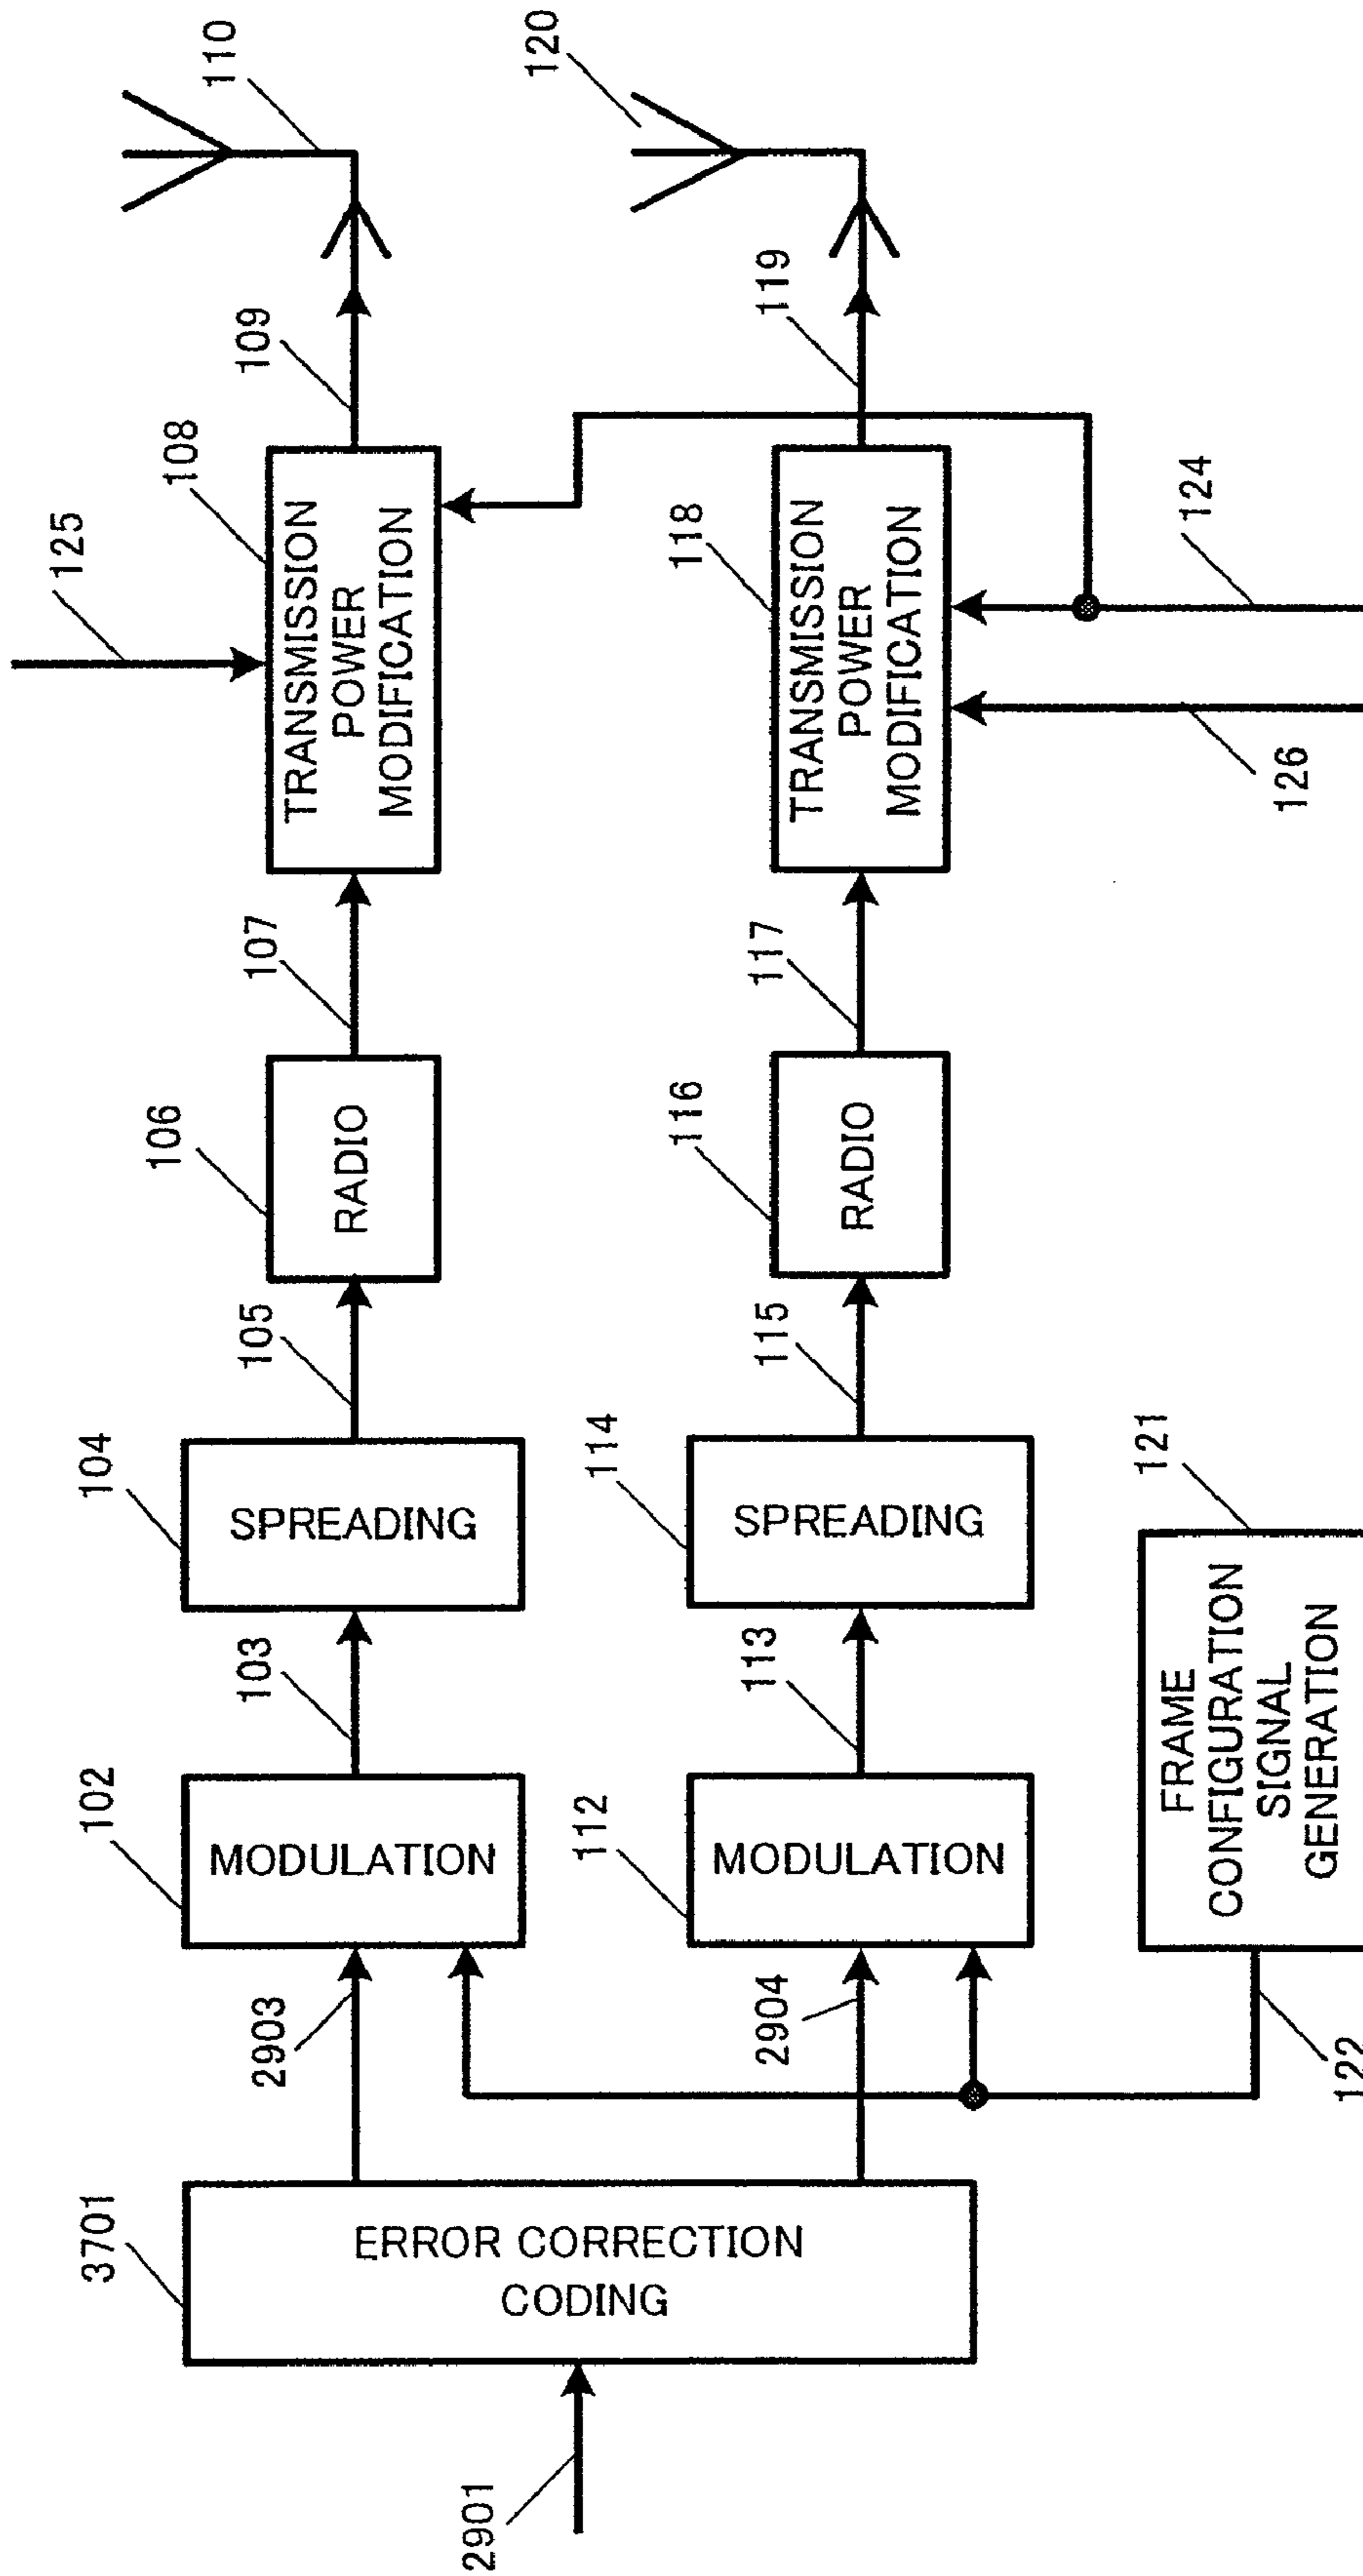 125
108
TRANSMISSION
POWER
MODIFICATION
109
110
107
106
RADIO
105
104
SPREADING
103
102
MODULATION
2903
3701
ERROR CORRECTION
CODING
2901
2904
112
MODULATION
113
114
SPREADING
115
116
RADIO
117
118
TRANSMISSION
POWER
MODIFICATION
119
120
124
126
121
FRAME
CONFIGURATION
SIGNAL
GENERATION
122